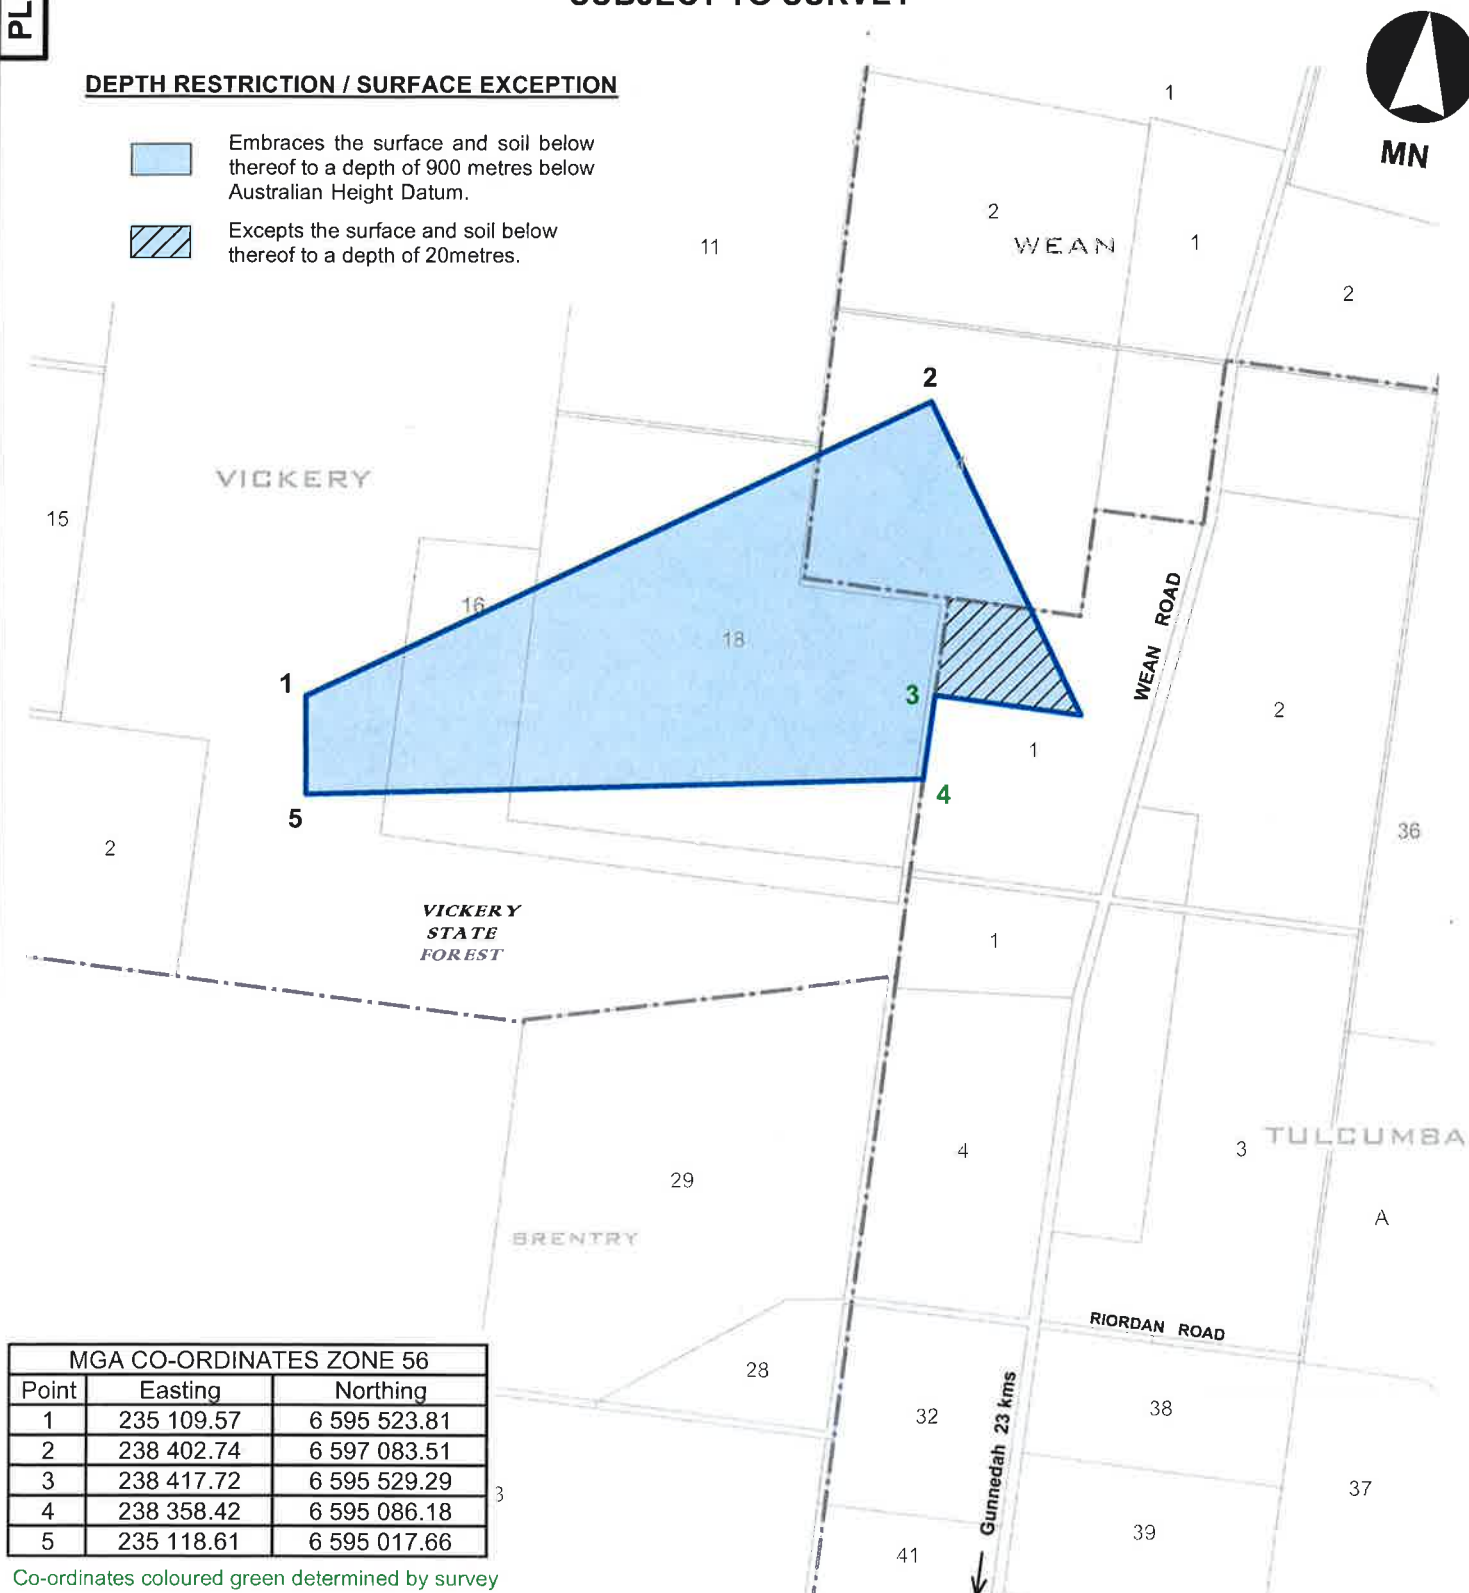 PL
DEPTH RESTRICTION / SURFACE EXCEPTION
Embraces the surface and soil below
thereof to a depth of 900 metres below
Australian Height Datum.
Excepts the surface and soil below
thereof to a depth of 20metres.
MN
1
2
WEAN
1
11
2
2
VICKERY
15
16
18
1
3
WEAN ROAD
2
1
4
5
2
36
VICKERY
STATE
FOREST
1
4
3
TULCUMBA
29
A
BRENTRY
RIORDAN ROAD
28
32
38
Gunnedah 23 kms
37
39
41
3
MGA CO-ORDINATES ZONE 56
Point Easting Northing
1 235 109.57 6 595 523.81
2 238 402.74 6 597 083.51
3 238 417.72 6 595 529.29
4 238 358.42 6 595 086.18
5 235 118.61 6 595 017.66
Co-ordinates coloured green determined by survey